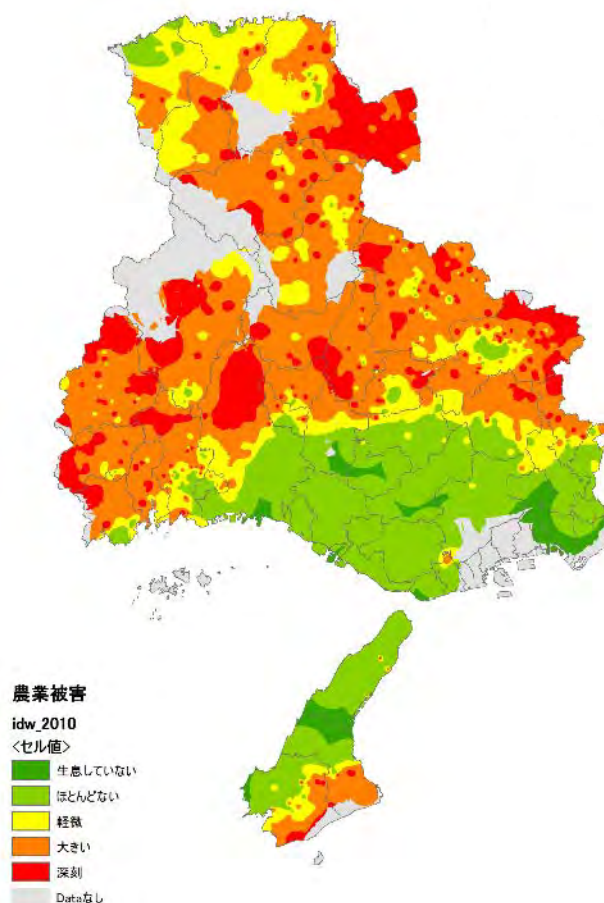 農業被害
idw_2010
<セル値>
生息していない
ほとんどない
軽微
大きい
深刻
Dataなし